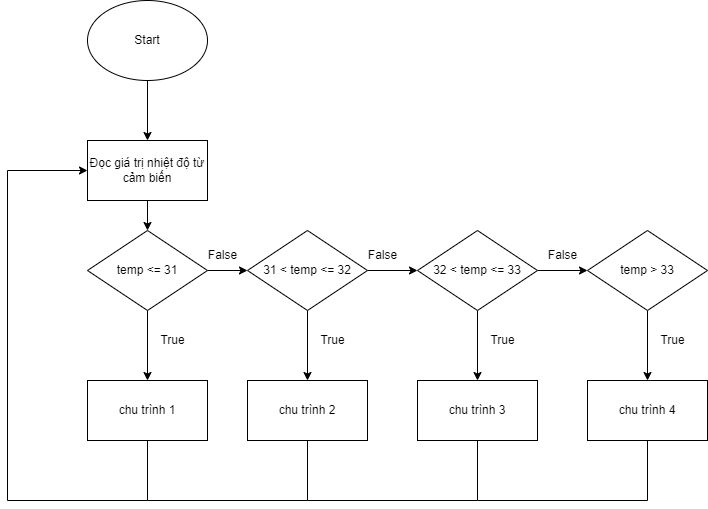 Start
Đọc giá trị nhiệt độ từ
cảm biến
temp <= 31
False
31 < temp <= 32
False
32 < temp <= 33
False
temp > 33
True
True
True
True
chu trình 1
chu trình 2
chu trình 3
chu trình 4